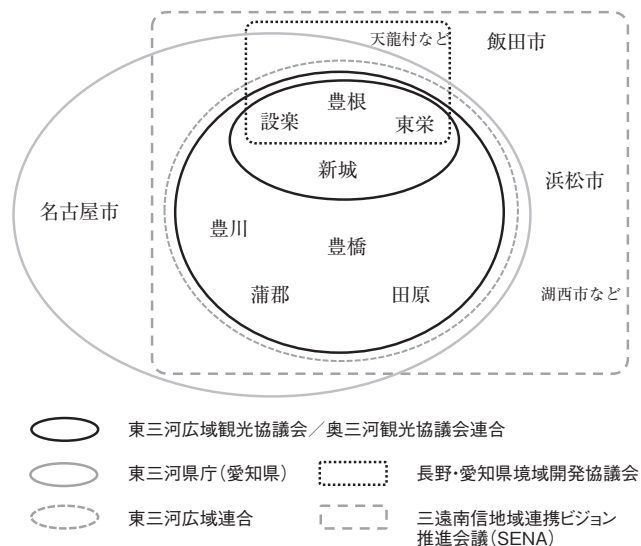 天龍村など
飯田市
豊根
設楽
東栄
新城
浜松市
名古屋市
豊川
豊橋
蒲郡
田原
湖西市など
東三河広域観光協議会／奥三河観光協議会連合
東三河県庁（愛知県）
長野・愛知県境域開発協議会
東三河広域連合
三遠南信地域連携ビジョン
推進会議（SENA）